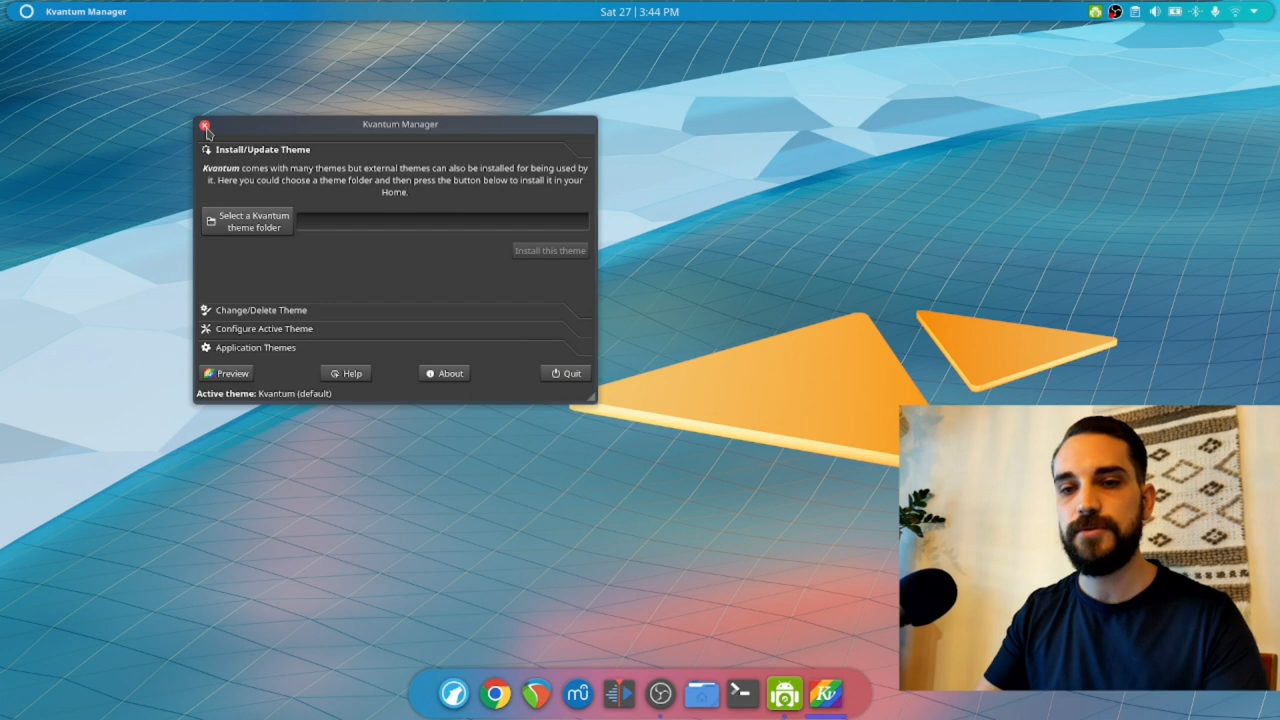 Kvantum Manager
Sat 27 | 3:44 PM
Kvantum Manager
Install/Update Theme
Kvantum comes with many themes but external themes can also be installed for being used by
it. Here you could choose a theme folder and then press the button below to install it in your
Home.
Select a Kvantum
theme folder
Install this theme
Change/Delete Theme
Configure Active Theme
Application Themes
Preview
Help
About
Quit
Active theme: Kvantum (default)
mu
Kv